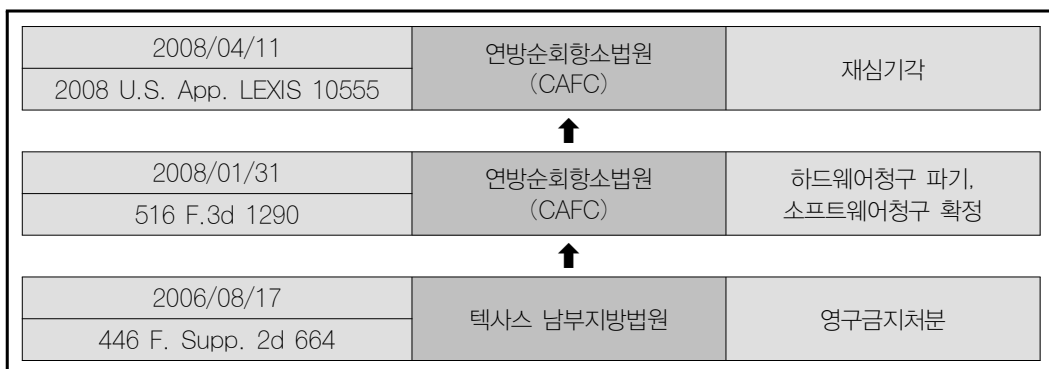 2008/04/11
2008 U.S. App. LEXIS 10555
연방순회항소법원
(CAFC)
재심기각
2008/01/31
516 F.3d 1290
연방순회항소법원
(CAFC)
하드웨어청구 파기,
소프트웨어청구 확정
2006/08/17
446 F. Supp. 2d 664
텍사스 남부지방법원
영구금지처분